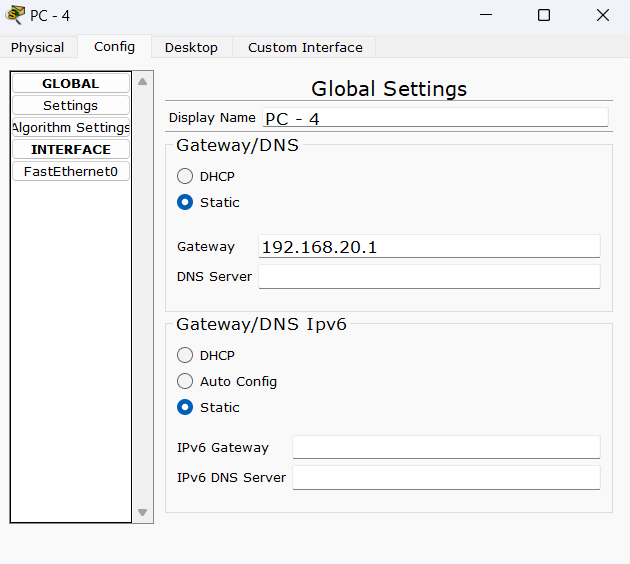 PC - 4
Physical Config Desktop Custom Interface
GLOBAL
Settings
Algorithm Settings
INTERFACE
FastEthernet0
Global Settings
Display Name PC - 4
Gateway/DNS
DHCP
Static
Gateway 192.168.20.1
DNS Server
Gateway/DNS Ipv6
DHCP
Auto Config
Static
IPv6 Gateway
IPv6 DNS Server